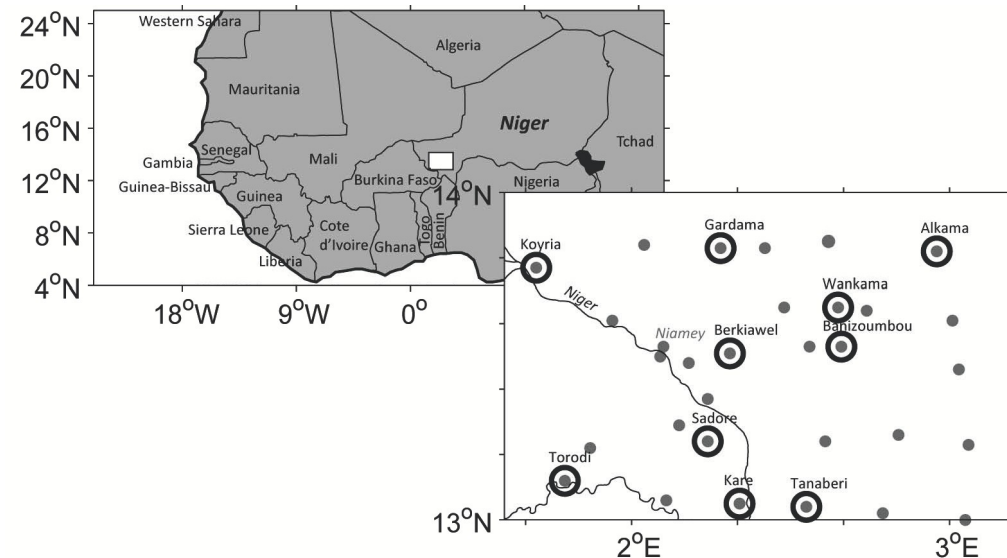 24°N
Western Sahara
Algeria
20°N
Mauritania
Niger
16°N
Tchad
Senegal
Mali
Gambia
Burkina Faso
Nigeria
12°N
Guinea-Bissau
Guinea
14°N
Togo
Benin
Sierra Leone
Cote
d'Ivoire
Ghana
8°N
Liberia
4°N
18°W
9°W
0°
Koyria
Gardama
Alkama
Niger
Wankama
Niamey
Berkiawel
Banizoumbou
Sadore
Torodi
Kare
Tanaberi
13°N
2°E
3°E